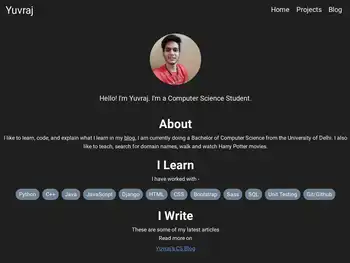 Yuvraj
Home Projects Blog
Hello! I'm Yuvraj. I'm a Computer Science Student.
About
I like to learn, code, and explain what I learn in my blog. I am currently doing a Bachelor of Computer Science from the University of Delhi. I also
like to teach, search for domain names, walk and watch Harry Potter movies.
I Learn
I have worked with -
Python C++ Java JavaScript Django HTML CSS Bootstrap Sass SQL Unit Testing Git/Github
I Write
These are some of my latest articles
Read more on
Yuvraj's CS Blog